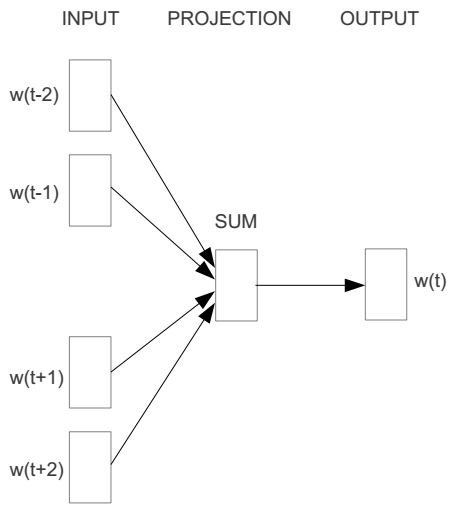 INPUT PROJECTION OUTPUT
w(t-2)
w(t-1)
SUM
w(t)
w(t+1)
w(t+2)